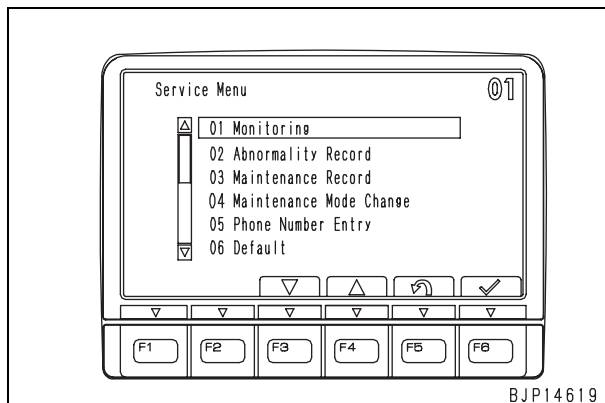 Service Menu
01
01 Monitoring
02 Abnormality Record
03 Maintenance Record
04 Maintenance Mode Change
05 Phone Number Entry
06 Default
F1 F2 F3 F4 F5 F6
BJP14619